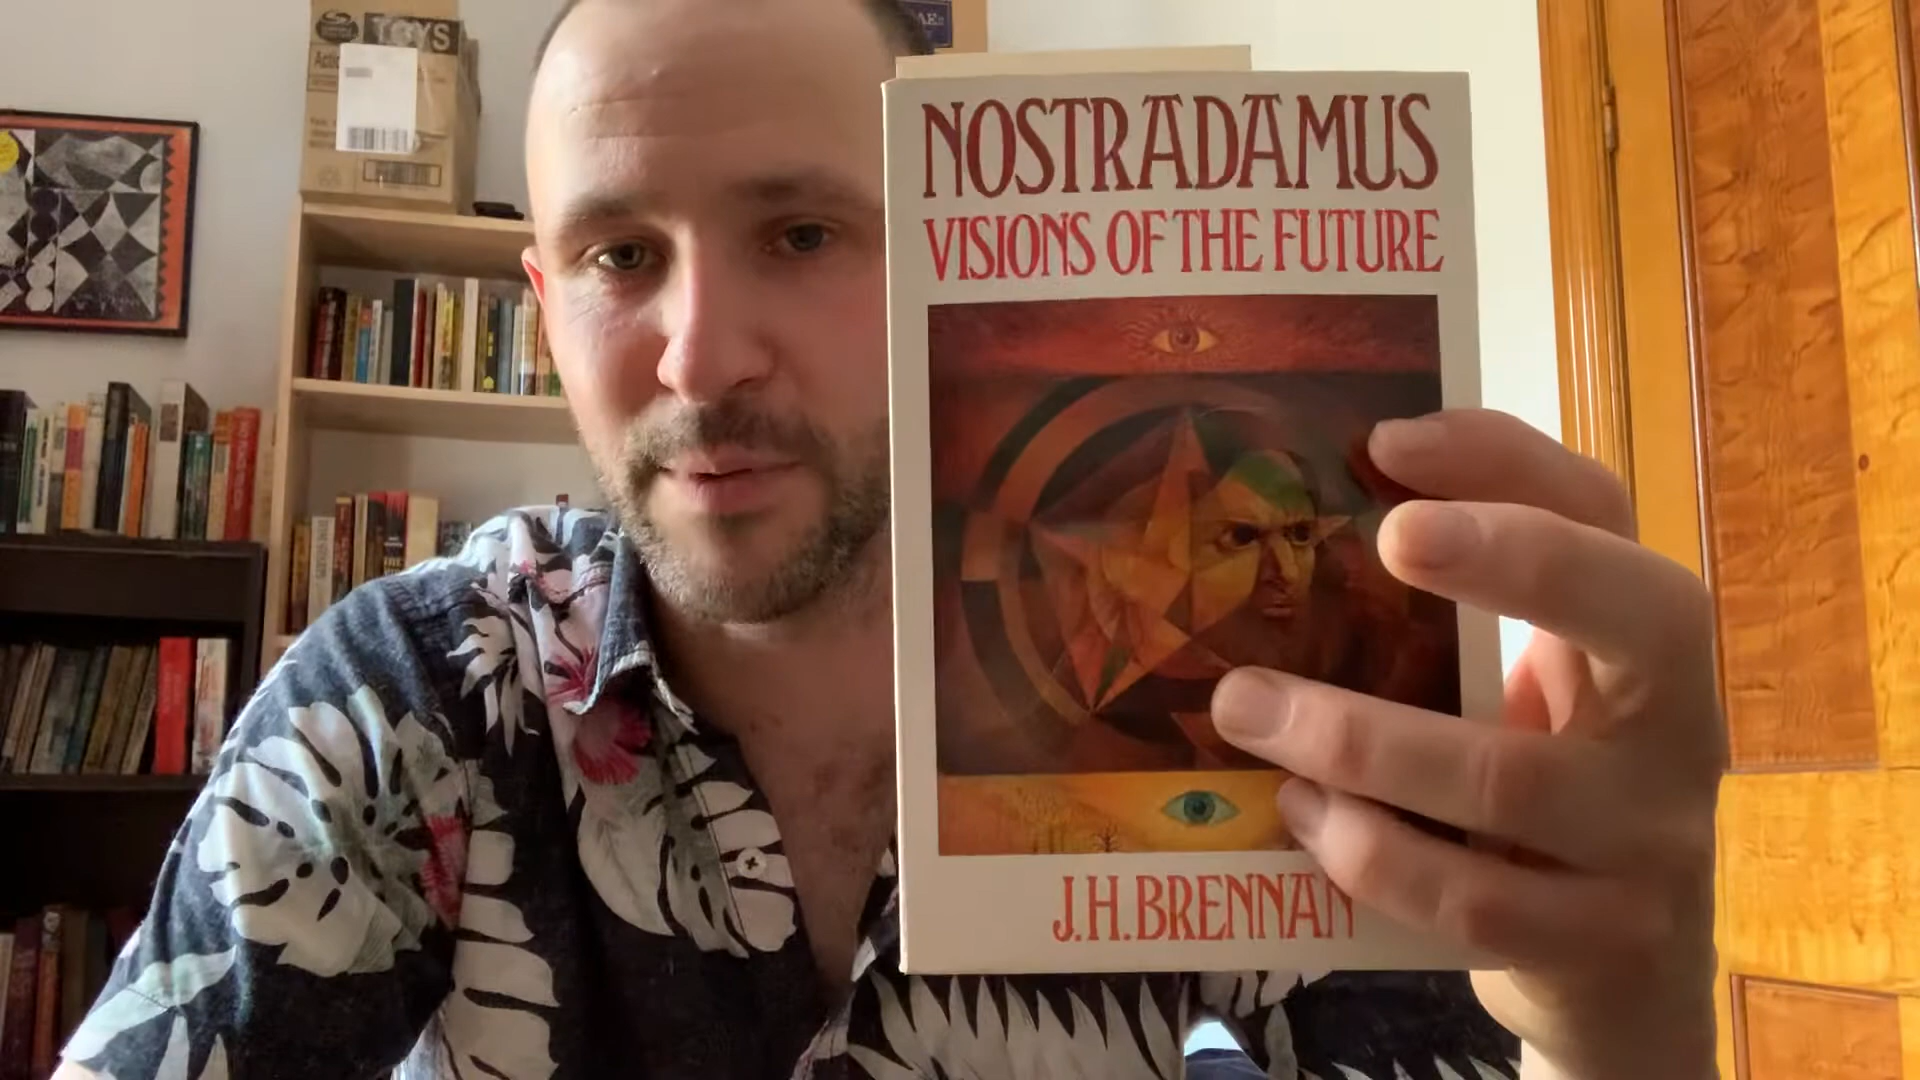 TOYS
NOSTRADAMUS
VISIONS OF THE FUTURE
J.H.BRENNAN